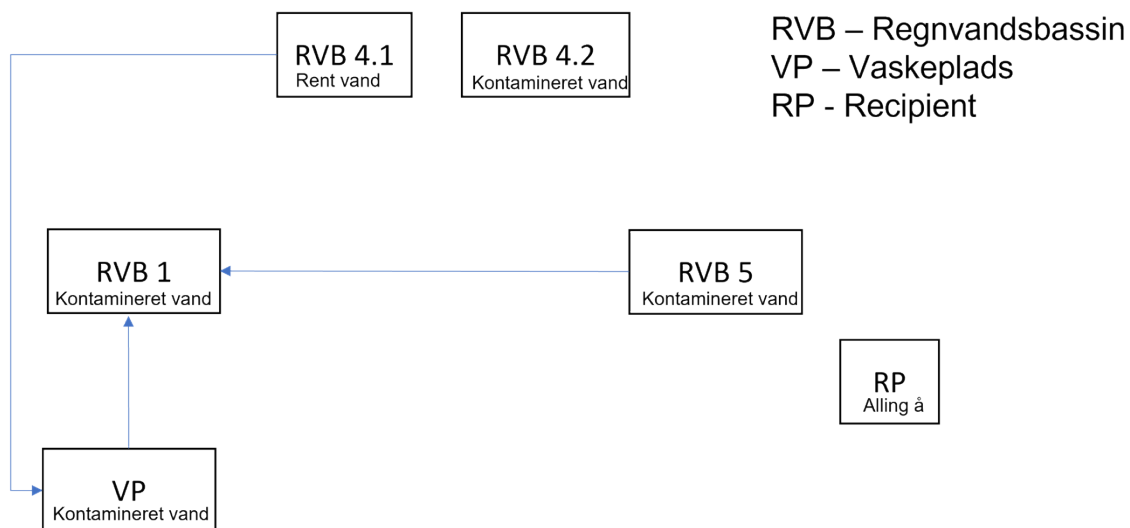 RVB 4.1
Rent vand
RVB 4.2
Kontamineret vand
RVB – Regnvandsbassin
VP – Vaskeplads
RP - Recipient
RVB 1
Kontamineret vand
RVB 5
Kontamineret vand
RP
Alling å
VP
Kontamineret vand